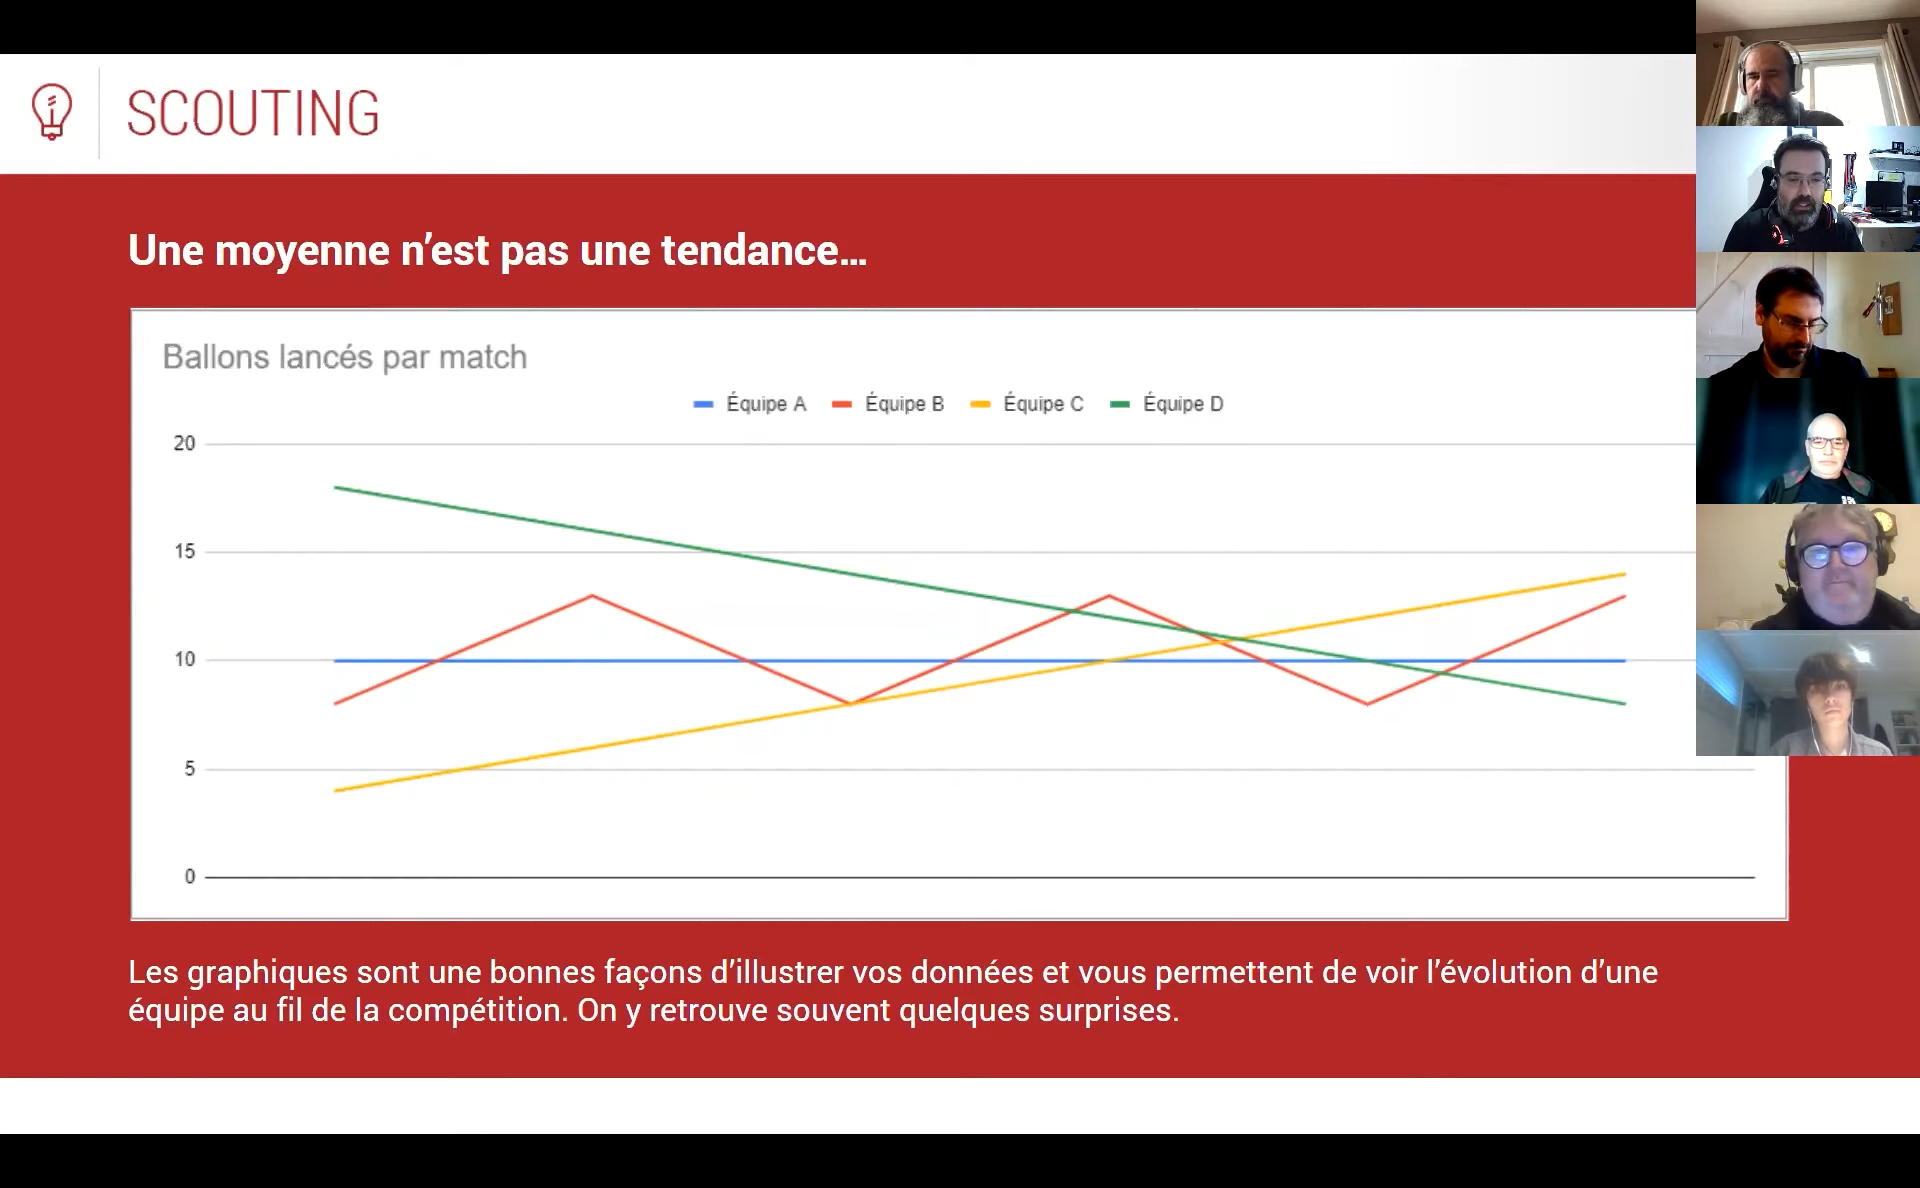 SCOUTING
Une moyenne n’est pas une tendance…
Ballons lancés par match
Équipe A Équipe B Équipe C Équipe D
20
15
10
5
0
Les graphiques sont une bonnes façons d’illustrer vos données et vous permettent de voir l’évolution d’une
équipe au fil de la compétition. On y retrouve souvent quelques surprises.